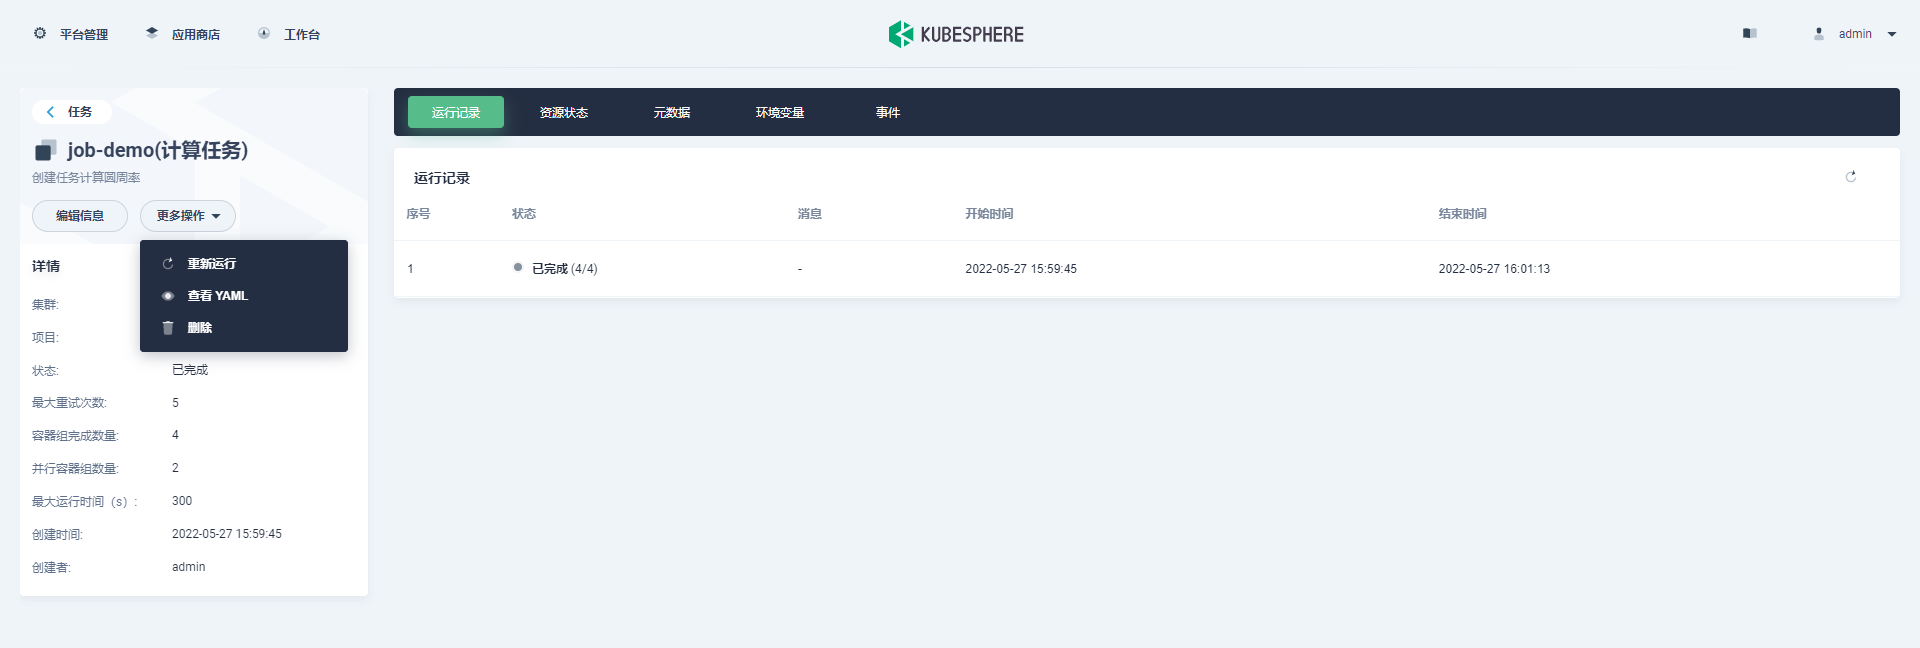 平台管理 应用商店 工作台 KUBESPHERE admin
任务
job-demo(计算任务)
创建任务计算圆周率
编辑信息 更多操作
重新运行
查看 YAML
删除
详情
集群:
项目:
状态: 已完成
最大重试次数: 5
容器组完成数量: 4
并行容器组数量: 2
最大运行时间（s）: 300
创建时间: 2022-05-27 15:59:45
创建者: admin
运行记录 资源状态 元数据 环境变量 事件
运行记录
序号 状态 消息 开始时间 结束时间
1 已完成 (4/4) - 2022-05-27 15:59:45 2022-05-27 16:01:13